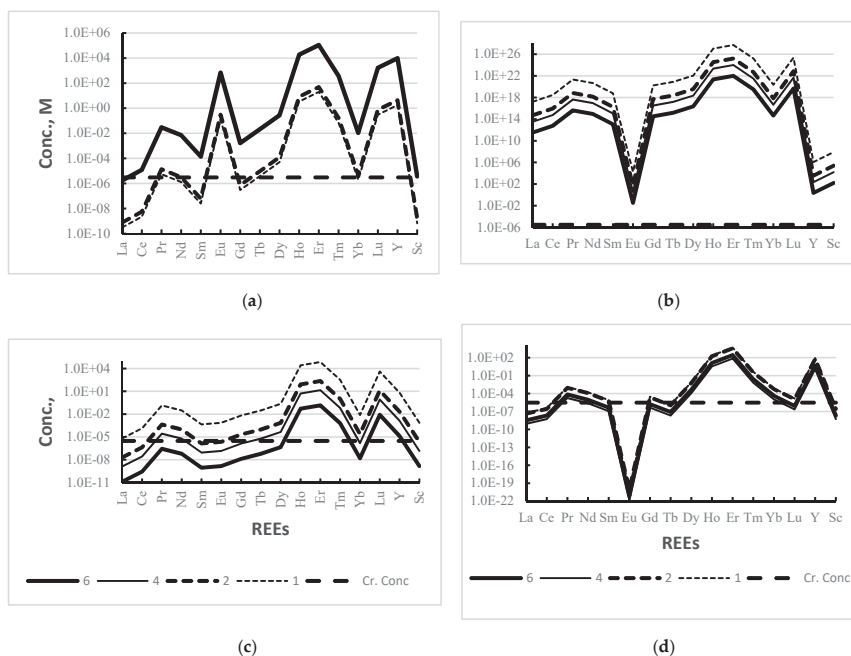 1.0E+06
1.0E+04
1.0E+02
1.0E+00
1.0E-02
1.0E-04
1.0E-06
1.0E-08
1.0E-10
Conc., M
La Ce Pr Nd Sm Eu Gd Tb Dy Ho Er Tm Yb Lu Y Sc
(a)
1.0E+26
1.0E+22
1.0E+18
1.0E+14
1.0E+10
1.0E+06
1.0E+02
1.0E-02
1.0E-06
La Ce Pr Nd Sm Eu Gd Tb Dy Ho Er Tm Yb Lu Y Sc
(b)
1.0E+04
1.0E+01
1.0E-02
1.0E-05
1.0E-08
1.0E-11
Conc.,
La Ce Pr Nd Sm Eu Gd Tb Dy Ho Er Tm Yb Lu Y Sc
REEs
6 4 2 1 Cr. Conc
(c)
1.0E+02
1.0E-01
1.0E-04
1.0E-07
1.0E-10
1.0E-13
1.0E-16
1.0E-19
1.0E-22
La Ce Pr Nd Sm Eu Gd Tb Dy Ho Er Tm Yb Lu Y Sc
REEs
6 4 2 1 Cr. Conc
(d)